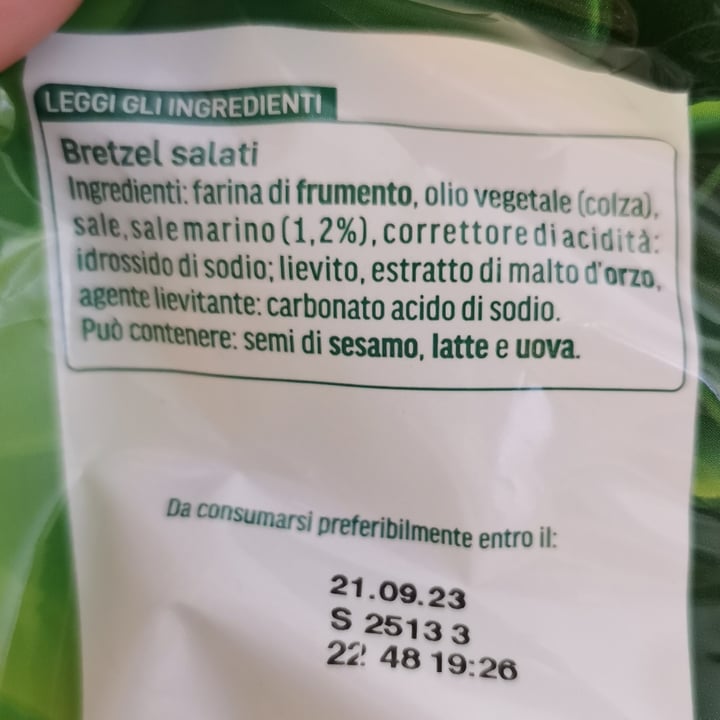 LEGGI GLI INGREDIENTI
Bretzel salati
Ingredienti: farina di frumento, olio vegetale (colza),
sale, sale marino (1,2%), correttore di acidità:
idrossido di sodio; lievito, estratto di malto d'orzo,
agente lievitante: carbonato acido di sodio.
Può contenere: semi di sesamo, latte e uova.
Da consumarsi preferibilmente entro il:
21.09.23
S 2513 3
22 48 19:26